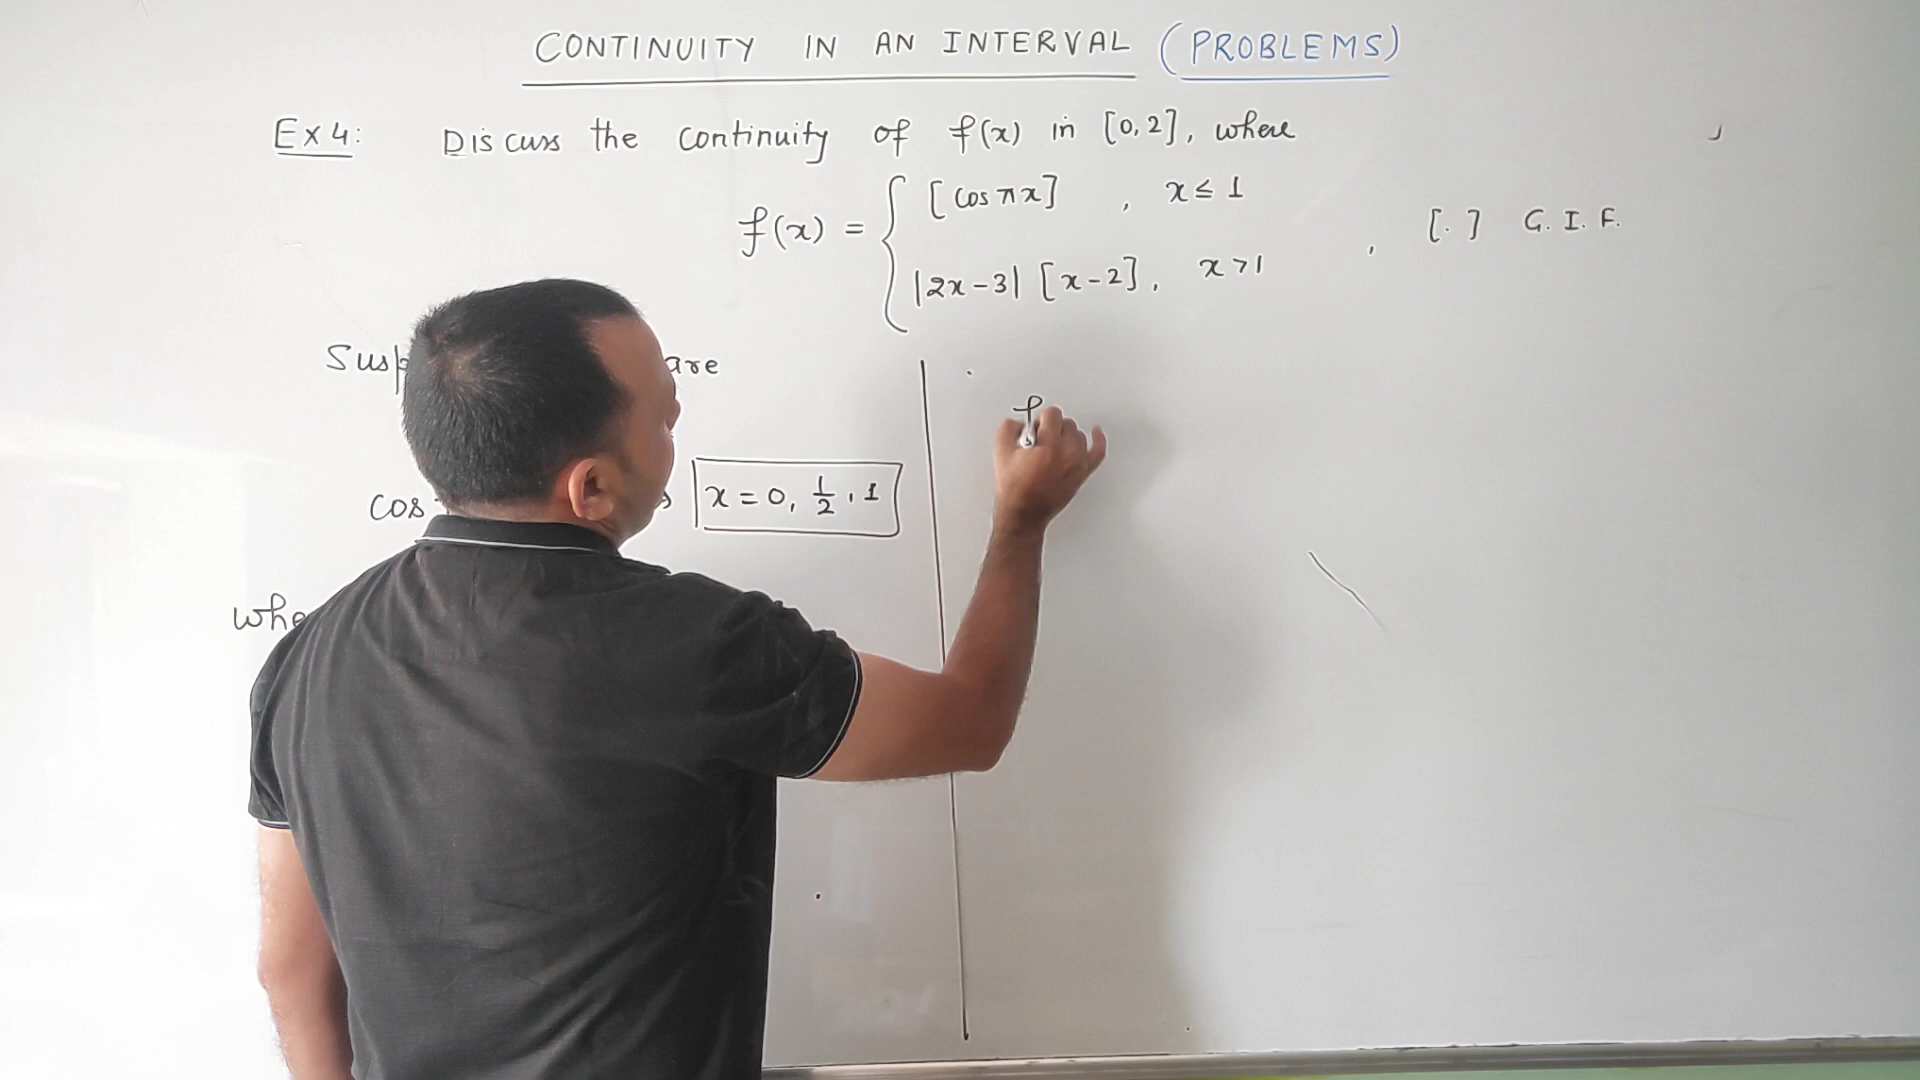 CONTINUITY IN AN INTERVAL (PROBLEMS)
Ex 4: Discuss the continuity of f(x) in [0,2], where
f(x) = { [cos πx] , x ≤ 1
|2x-3| [x-2], x>1
, [.] G.I.F.
are
cos
x = 0, 1/2, 1
f